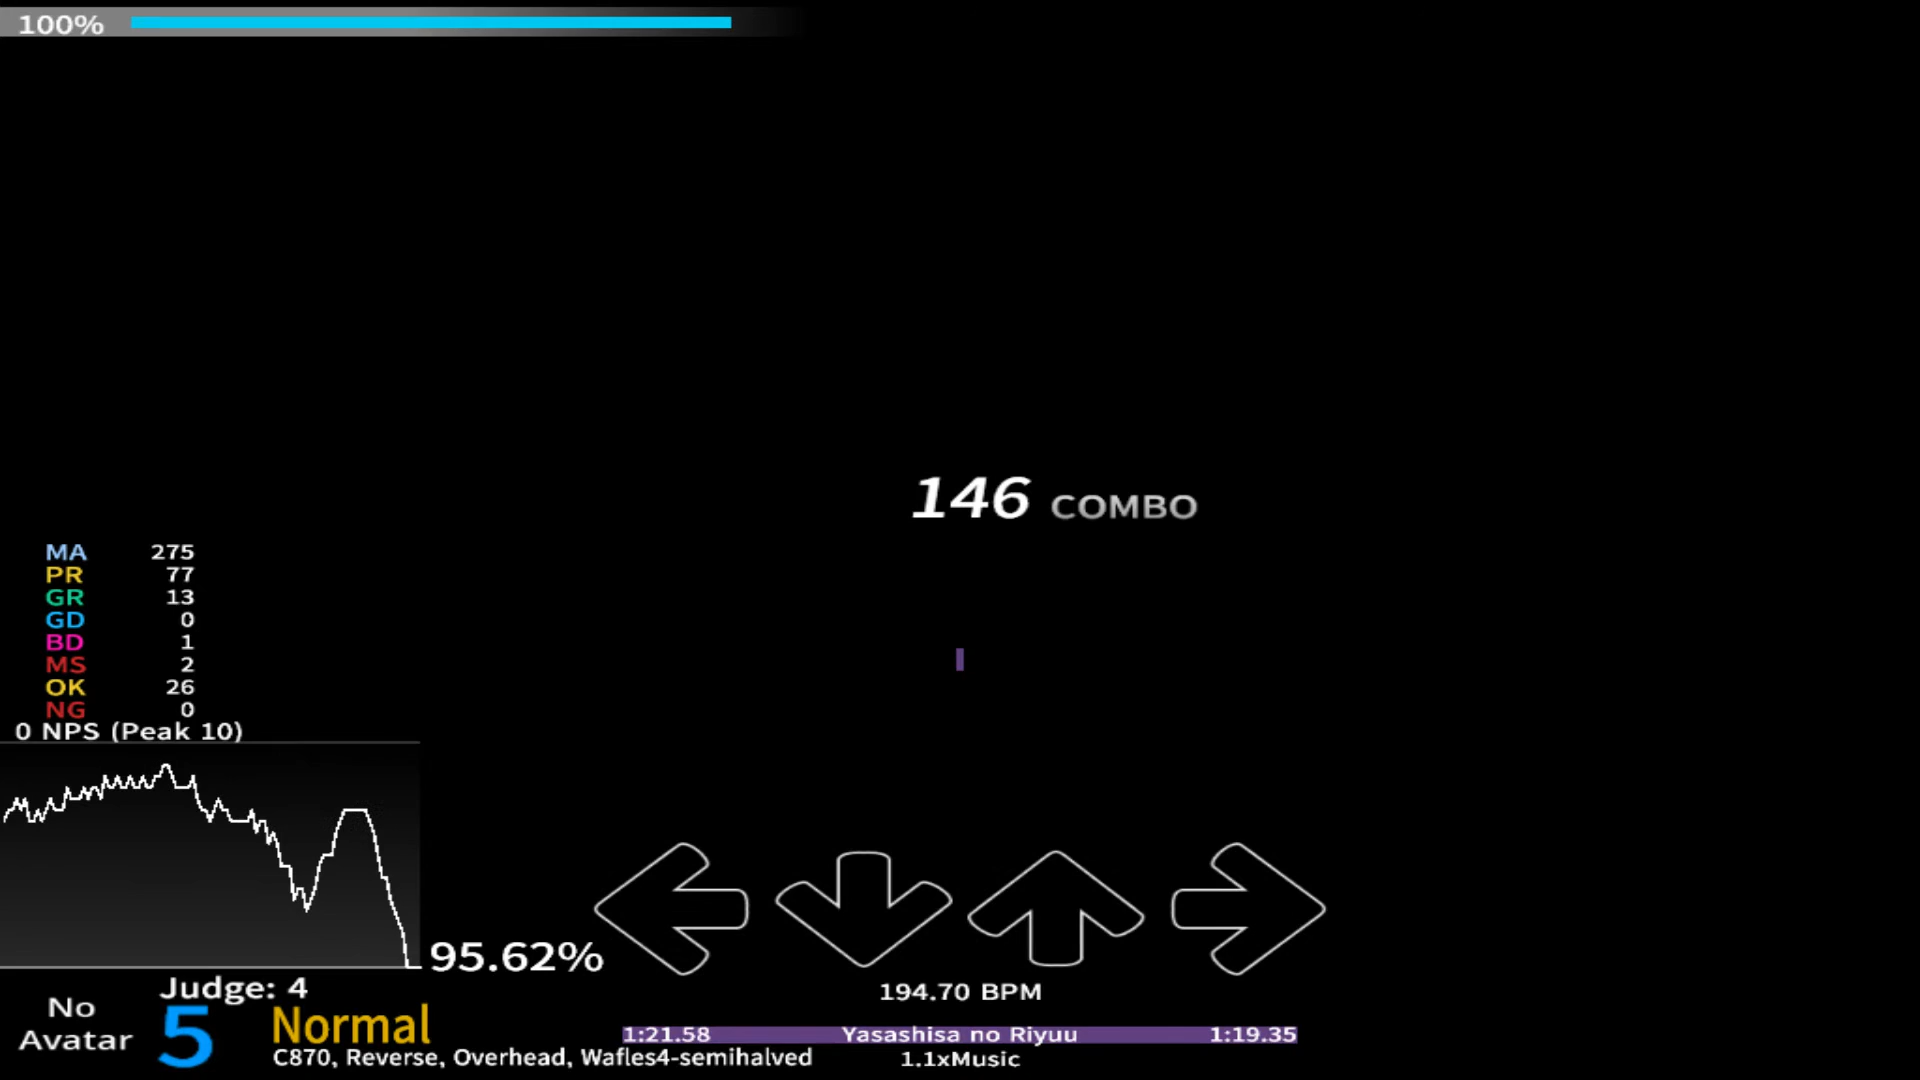 100%
146 COMBO
MA 275
PR 77
GR 13
GD 0
BD 1
MS 2
OK 26
NG 0
0 NPS (Peak 10)
95.62%
Judge: 4
194.70 BPM
No
Avatar
5 Normal
1:21.58 Yasashisa no Riyuu 1:19.35
C870, Reverse, Overhead, Wafles4-semihalved
1.1xMusic